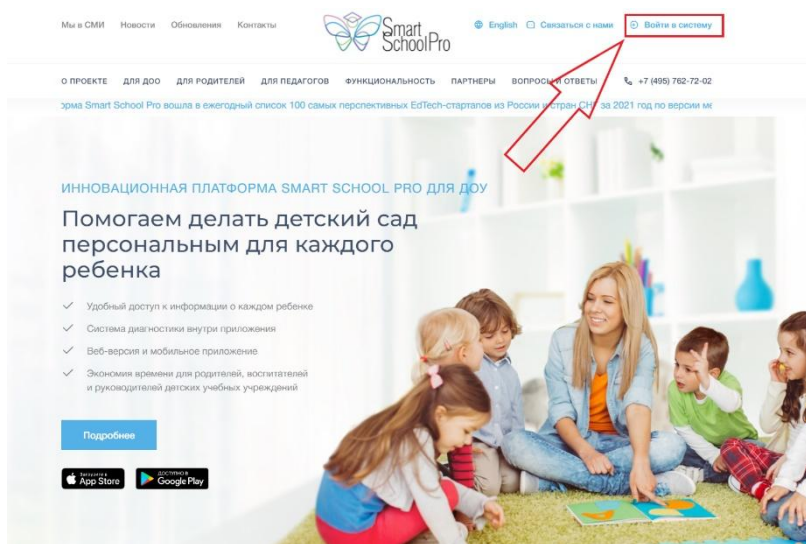 Мы в СМИ Новости Обновления Контакты
Smart
SchoolPro
English Связаться с нами Войти в систему
О ПРОЕКТЕ ДЛЯ ДОО ДЛЯ РОДИТЕЛЕЙ ДЛЯ ПЕДАГОГОВ ФУНКЦИОНАЛЬНОСТЬ ПАРТНЕРЫ ВОПРОСЫ И ОТВЕТЫ +7 (495) 762-72-02
орма Smart School Pro вошла в ежегодный список 100 самых перспективных EdTech-стартапов из России и стран СНГ за 2021 год по версии ме
ИННОВАЦИОННАЯ ПЛАТФОРМА SMART SCHOOL PRO ДЛЯ ДОУ
Помогаем делать детский сад
персональным для каждого
ребенка
Удобный доступ к информации о каждом ребенке
Система диагностики внутри приложения
Веб-версия и мобильное приложение
Экономия времени для родителей, воспитателей
и руководителей детских учебных учреждений
Подробнее
Загрузите в
App Store
ДОСТУПНО В
Google Play